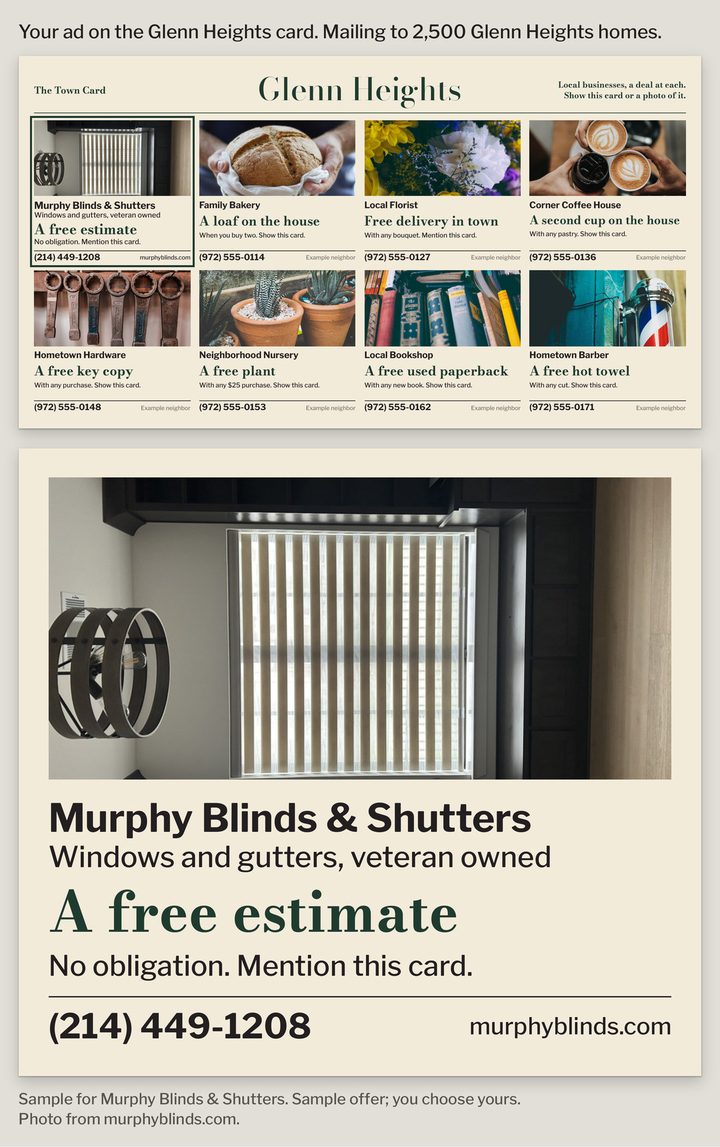 Your ad on the Glenn Heights card. Mailing to 2,500 Glenn Heights homes.
The Town Card
Glenn Heights
Local businesses, a deal at each.
Show this card or a photo of it.
Murphy Blinds & Shutters
Windows and gutters, veteran owned
A free estimate
No obligation. Mention this card.
(214) 449-1208
murphyblinds.com
Family Bakery
A loaf on the house
When you buy two. Show this card.
(972) 555-0114
Example neighbor
Local Florist
Free delivery in town
With any bouquet. Mention this card.
(972) 555-0127
Example neighbor
Corner Coffee House
A second cup on the house
With any pastry. Show this card.
(972) 555-0136
Example neighbor
Hometown Hardware
A free key copy
With any purchase. Show this card.
(972) 555-0148
Example neighbor
Neighborhood Nursery
A free plant
With any $25 purchase. Show this card.
(972) 555-0153
Example neighbor
Local Bookshop
A free used paperback
With any new book. Show this card.
(972) 555-0162
Example neighbor
Hometown Barber
A free hot towel
With any cut. Show this card.
(972) 555-0171
Example neighbor
Murphy Blinds & Shutters
Windows and gutters, veteran owned
A free estimate
No obligation. Mention this card.
(214) 449-1208
murphyblinds.com
Sample for Murphy Blinds & Shutters. Sample offer; you choose yours.
Photo from murphyblinds.com.